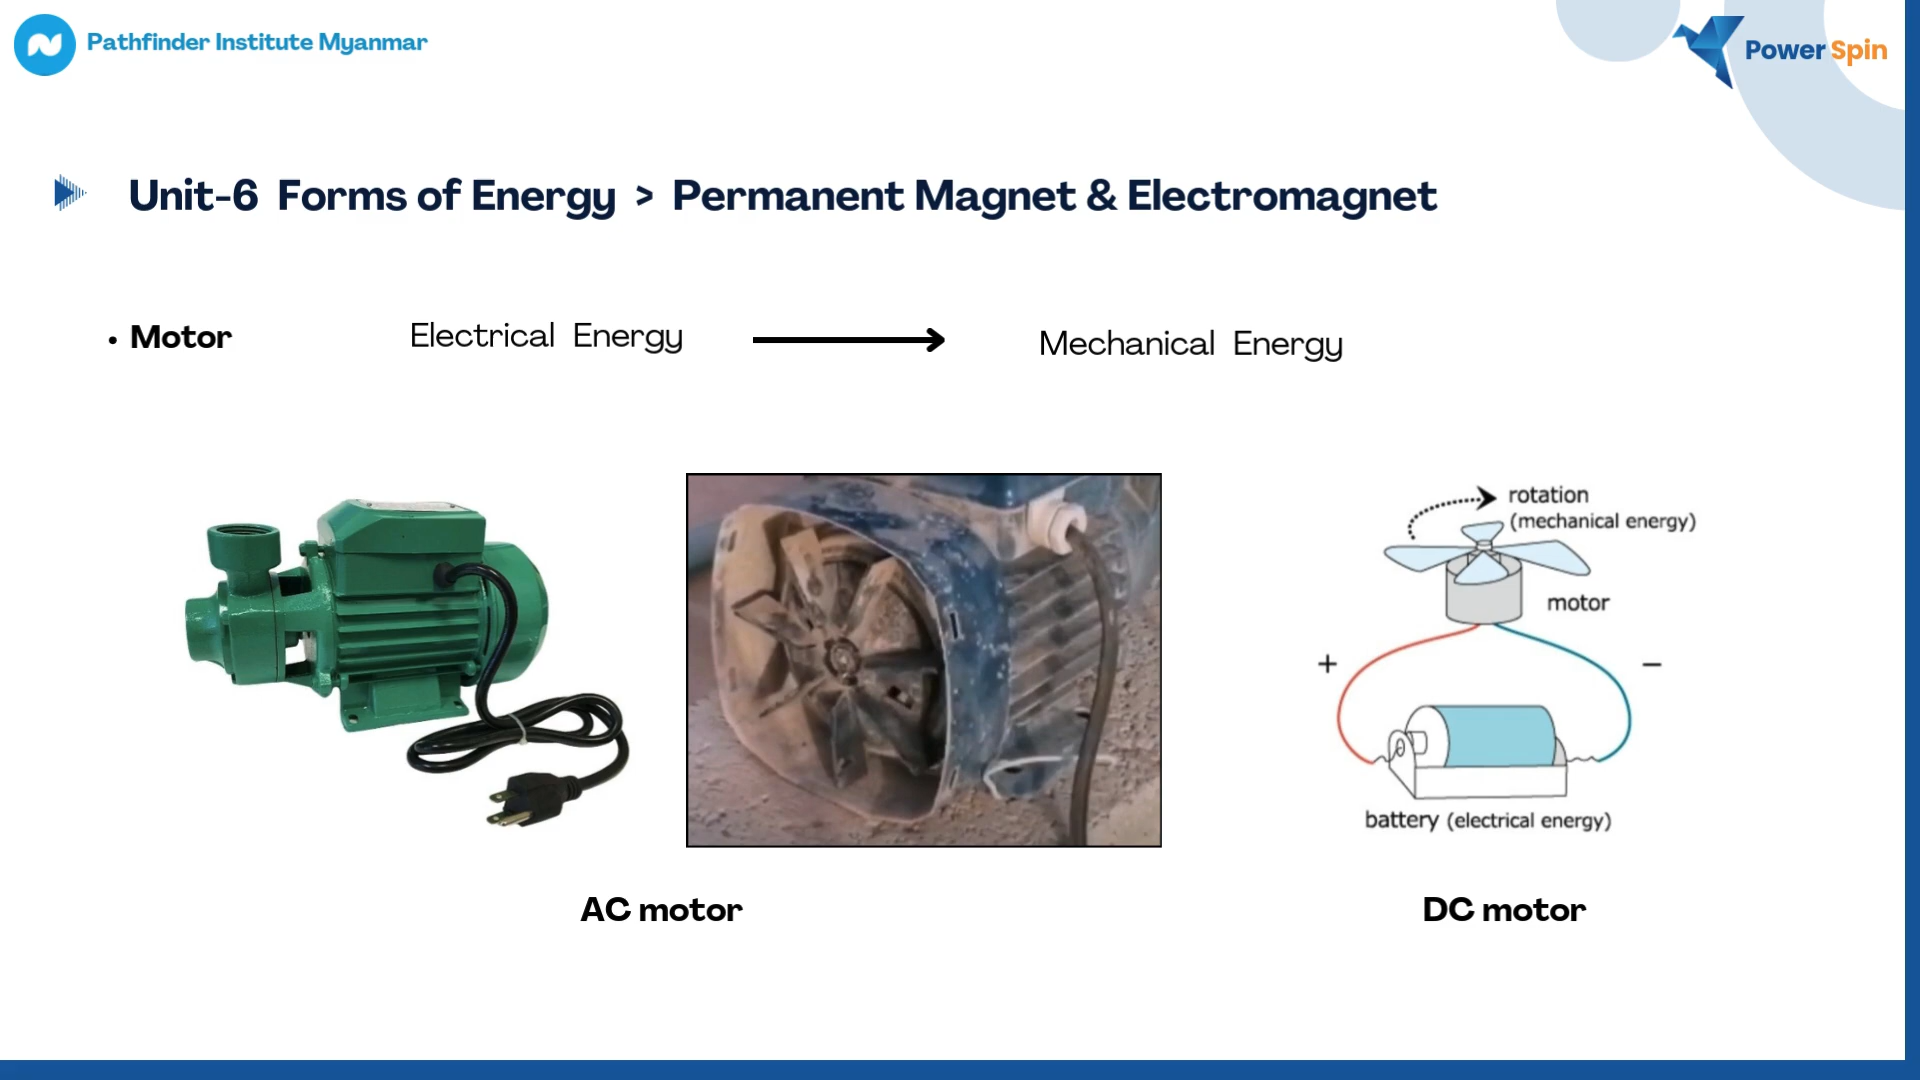 Pathfinder Institute Myanmar
Power Spin
Unit-6 Forms of Energy > Permanent Magnet & Electromagnet
• Motor Electrical Energy Mechanical Energy
rotation
(mechanical energy)
motor
+ −
battery (electrical energy)
AC motor DC motor